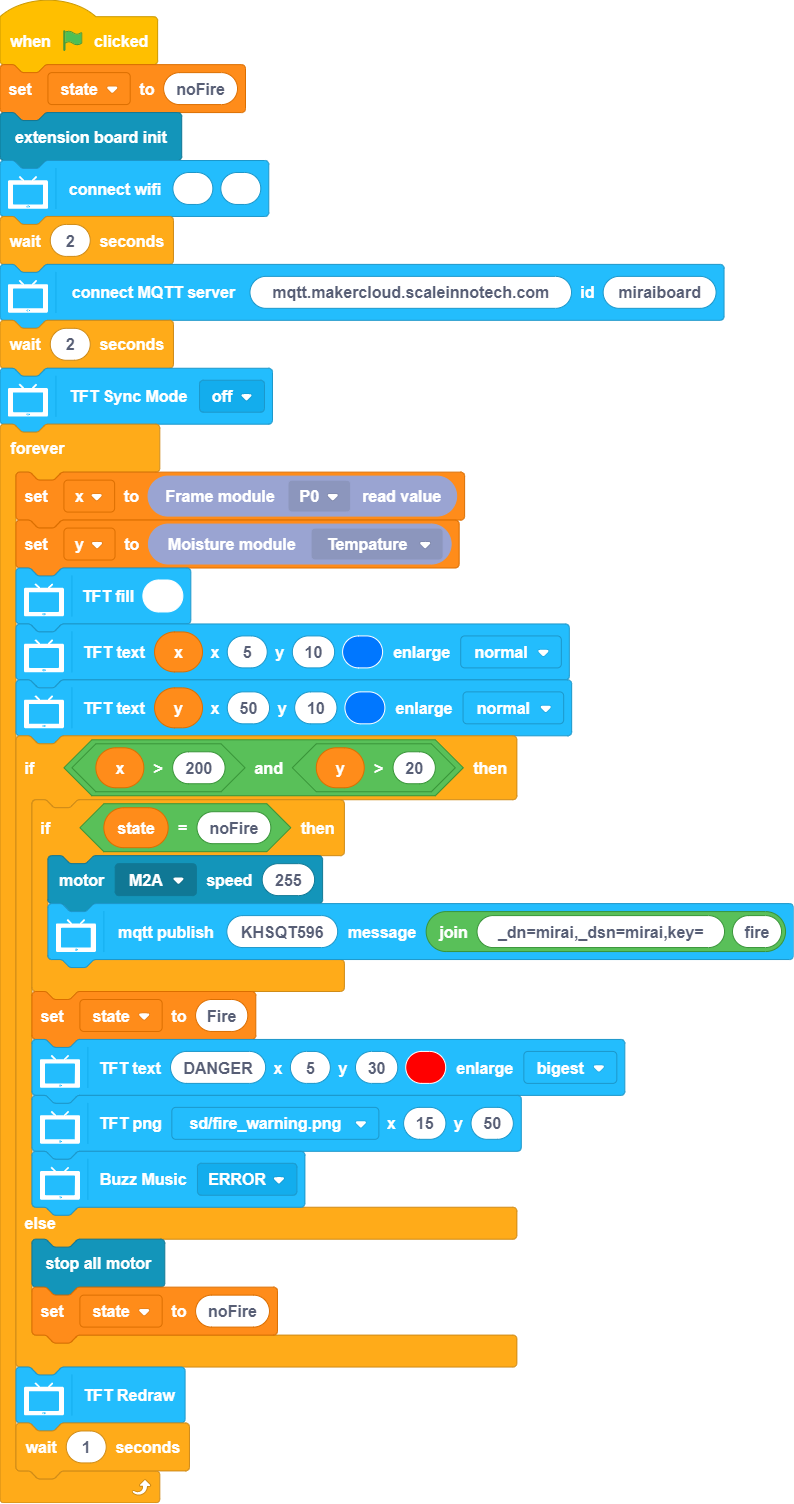 when clicked
set state to noFire
extension board init
connect wifi
wait 2 seconds
connect MQTT server mqtt.makercloud.scaleinnotech.com id miraiboard
wait 2 seconds
TFT Sync Mode off
forever
set x to Frame module P0 read value
set y to Moisture module Tempature
TFT fill
TFT text x x 5 y 10 enlarge normal
TFT text y x 50 y 10 enlarge normal
if x > 200 and y > 20 then
if state = noFire then
motor M2A speed 255
mqtt publish KHSQT596 message join _dn=mirai,_dsn=mirai,key= fire
set state to Fire
TFT text DANGER x 5 y 30 enlarge bigest
TFT png sd/fire_warning.png x 15 y 50
Buzz Music ERROR
else
stop all motor
set state to noFire
TFT Redraw
wait 1 seconds